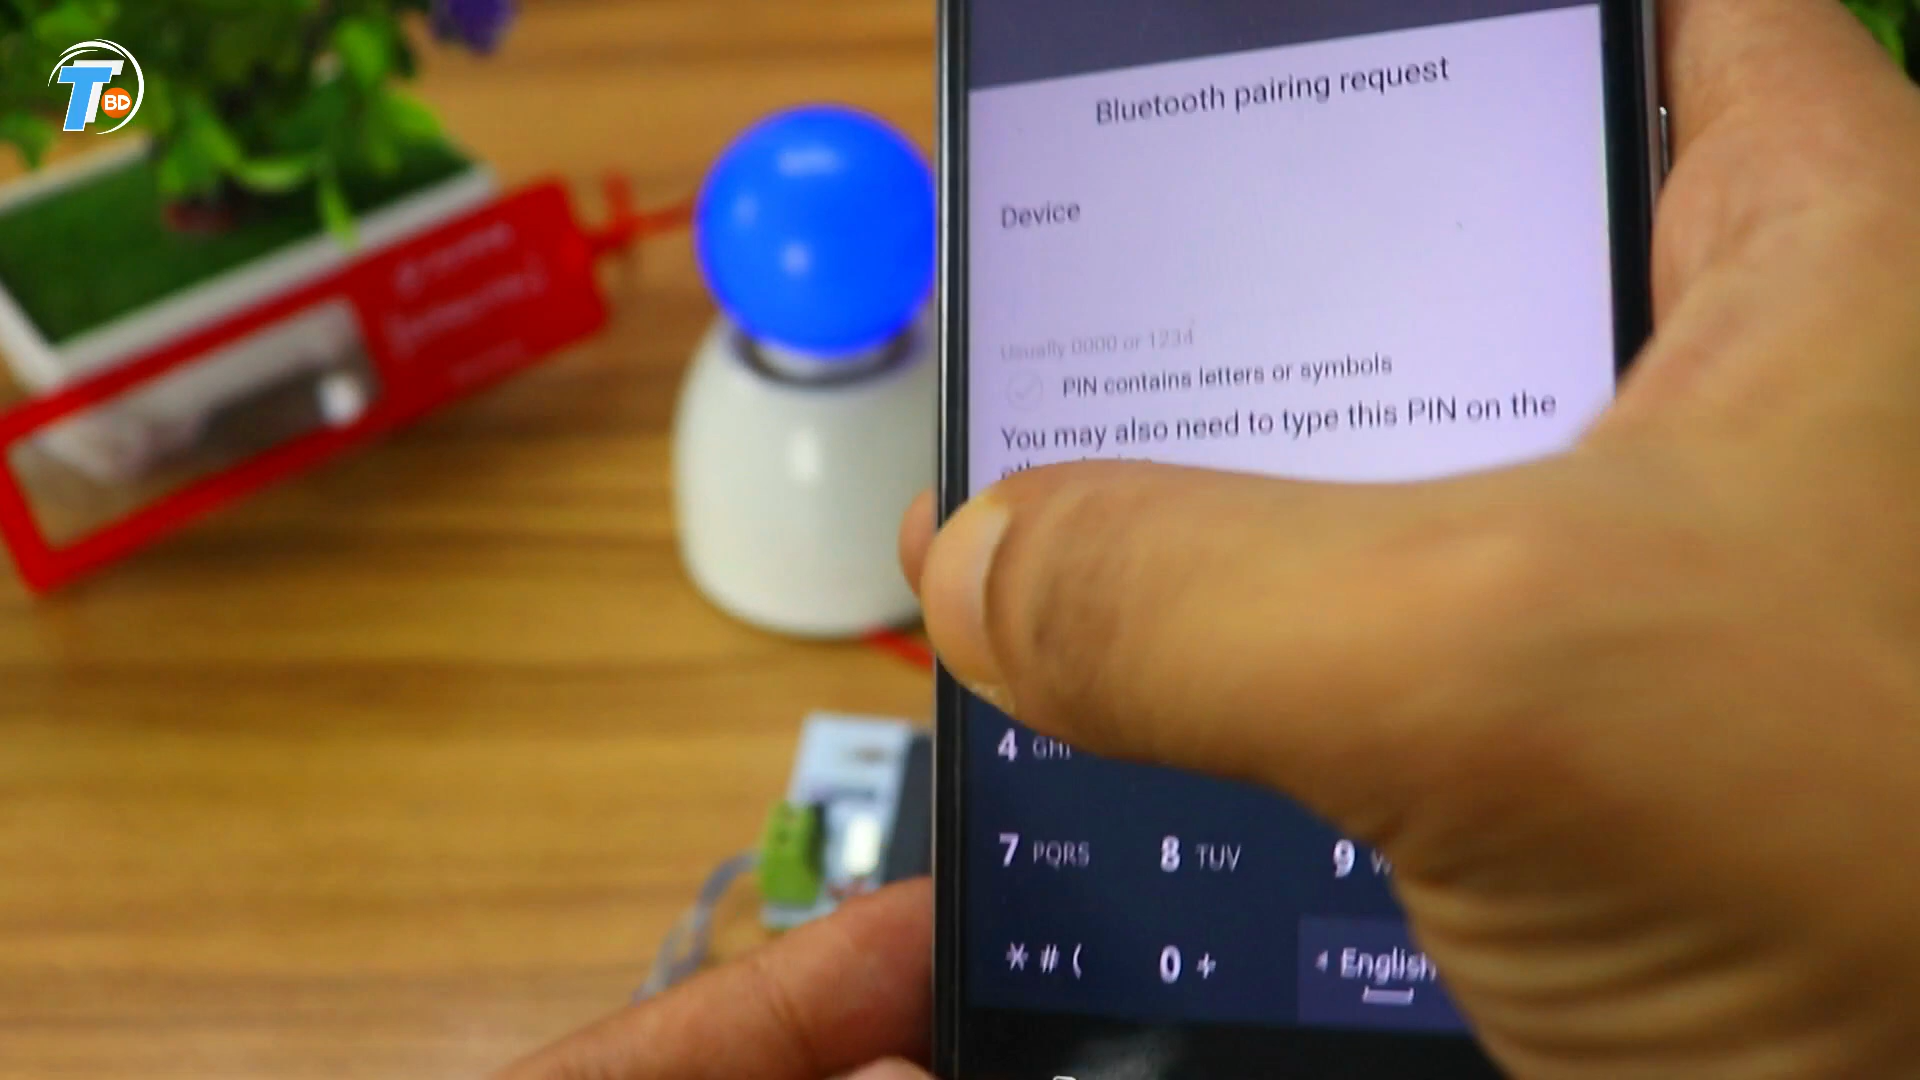 T BD
Bluetooth pairing request
Device
Usually 0000 or 1234
PIN contains letters or symbols
You may also need to type this PIN on the
4 GHI
7 PQRS 8 TUV 9 W
* # ( 0 + English